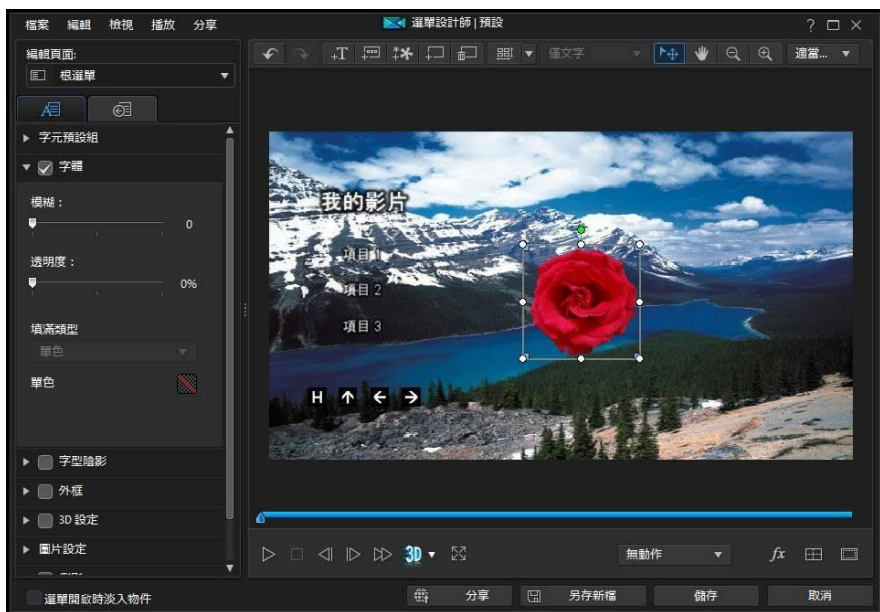 檔案 編輯 檢視 播放 分享 選單設計師 | 預設 ?
編輯頁面:
根選單
+T 僅文字 適當...
字元預設組
字體
模糊：
0
透明度：
0%
填滿類型
單色
單色
字型陰影
外框
3D 設定
圖片設定
我的影片
項目 1
項目 2
項目 3
H
3D 無動作 fx
選單開啟時淡入物件 分享 另存新檔 儲存 取消